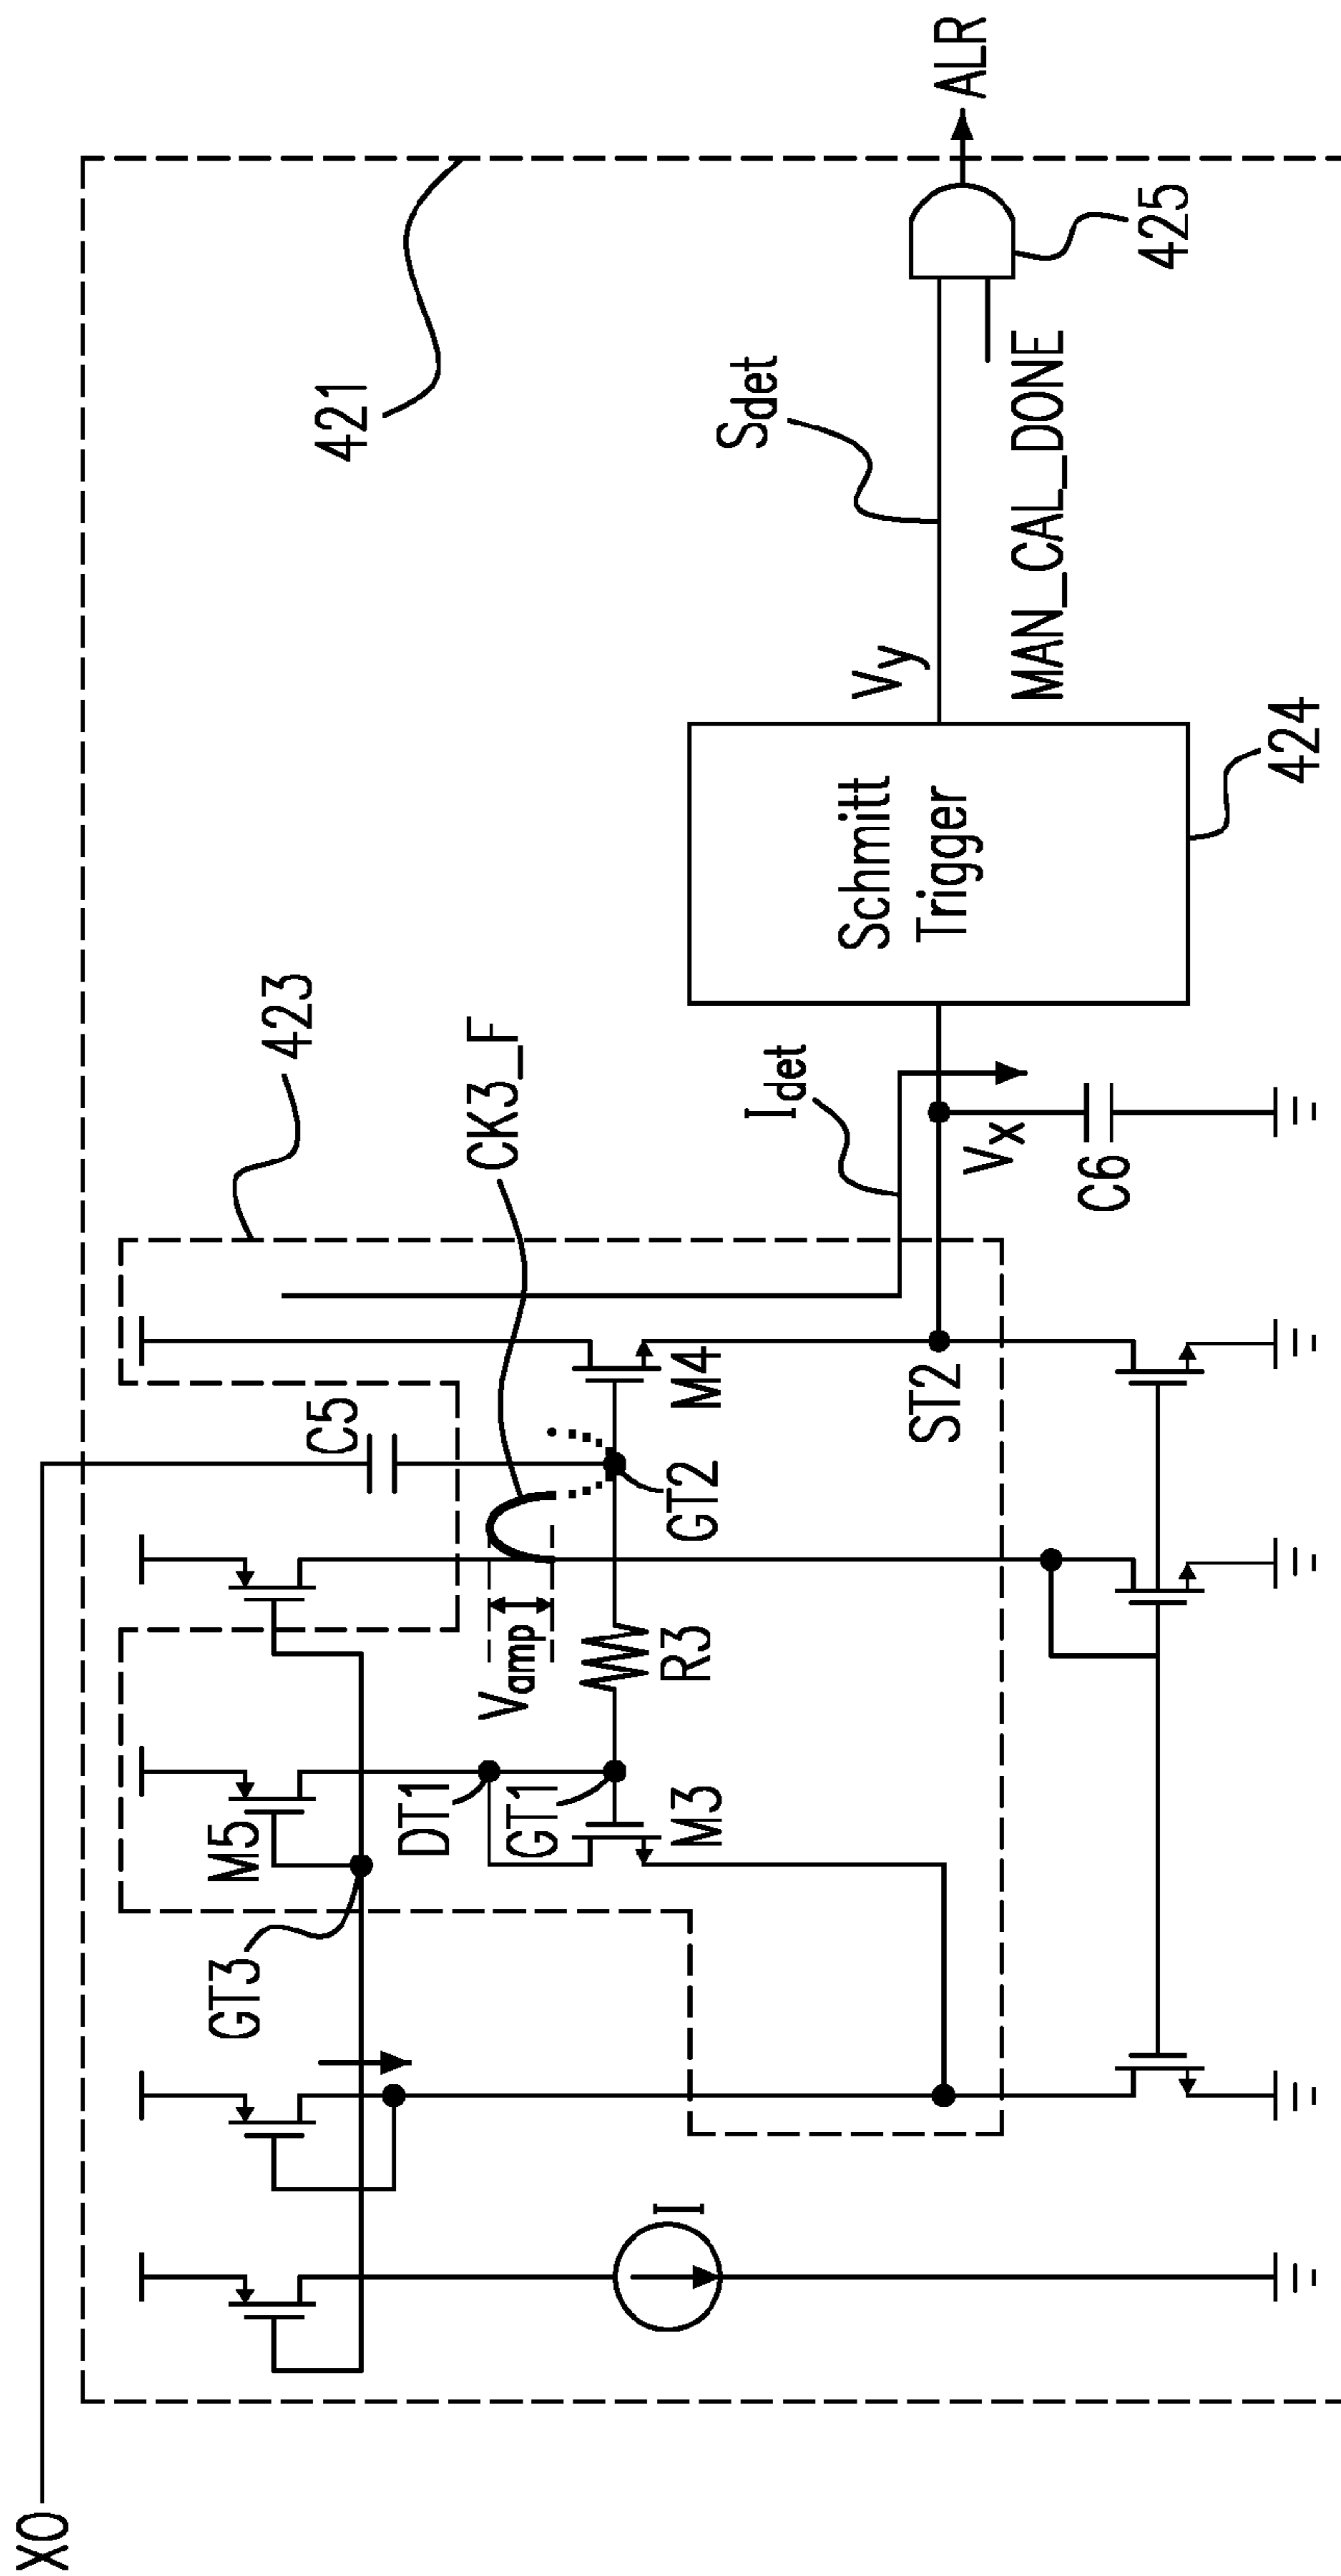 XO
421
423
C5
CK3_F
M5
GT3
Vamp
DT1
GT1
M3
R3
GT2
M4
I
Idet
ST2
Vx
C6
Schmitt
Trigger
424
Vy
Sdet
MAN_CAL_DONE
425
ALR